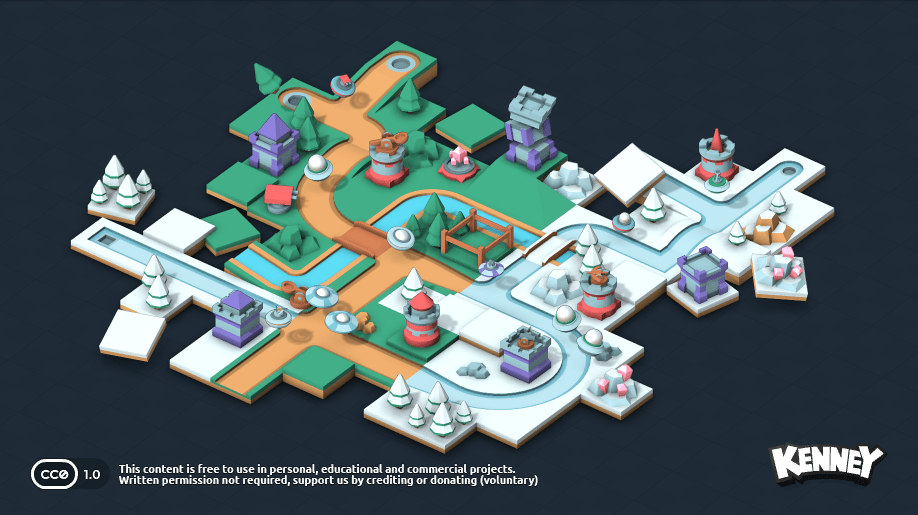 CC0 1.0
This content is free to use in personal, educational and commercial projects.
Written permission not required, support us by crediting or donating (voluntary)
KENNEY